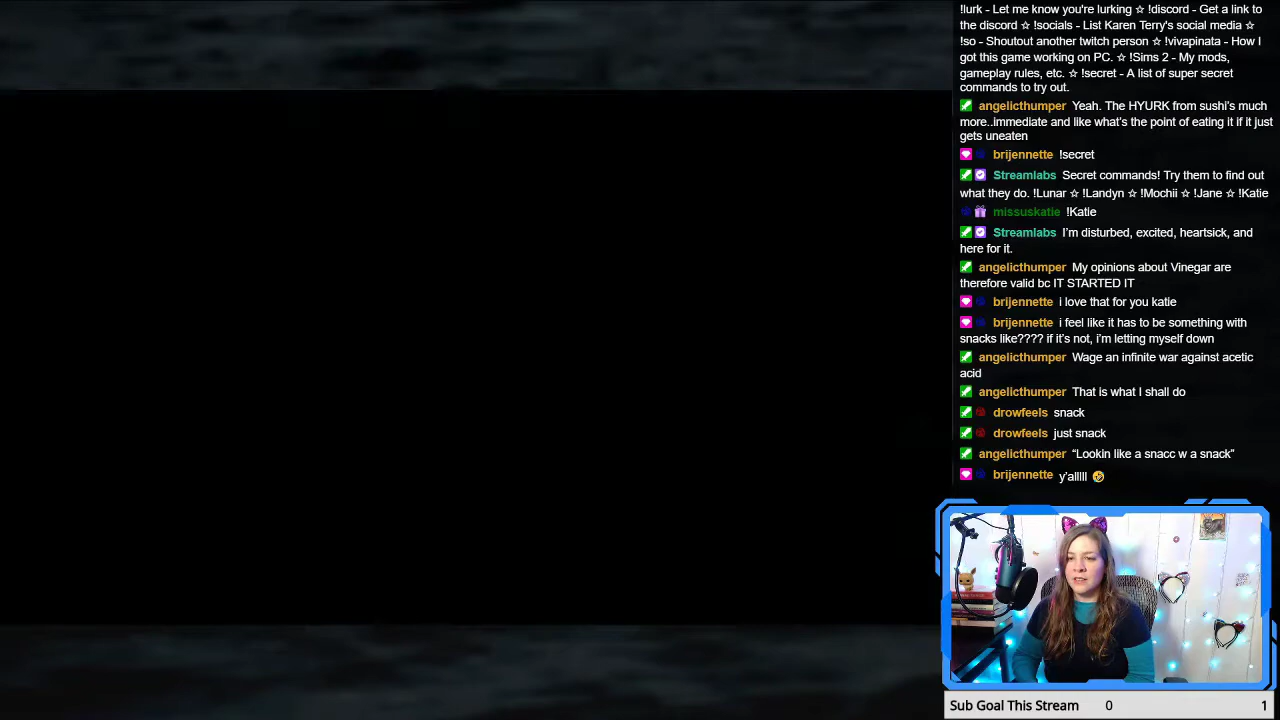 !lurk - Let me know you're lurking ☆ !discord - Get a link to
the discord ☆ !socials - List Karen Terry's social media ☆
!so - Shoutout another twitch person ☆ !vivapinata - How I
got this game working on PC. ☆ !Sims 2 - My mods,
gameplay rules, etc. ☆ !secret - A list of super secret
commands to try out.
angelicthumper Yeah. The HYURK from sushi's much
more..immediate and like what's the point of eating it if it just
gets uneaten
brijennette !secret
Streamlabs Secret commands! Try them to find out
what they do. !Lunar ☆ !Landyn ☆ !Mochii ☆ !Jane ☆ !Katie
missuskatie !Katie
Streamlabs I'm disturbed, excited, heartsick, and
here for it.
angelicthumper My opinions about Vinegar are
therefore valid bc IT STARTED IT
brijennette i love that for you katie
brijennette i feel like it has to be something with
snacks like???? if it's not, i'm letting myself down
angelicthumper Wage an infinite war against acetic
acid
angelicthumper That is what I shall do
drowfeels snack
drowfeels just snack
angelicthumper “Lookin like a snacc w a snack”
brijennette y'alllll 🤣
Sub Goal This Stream 0 1